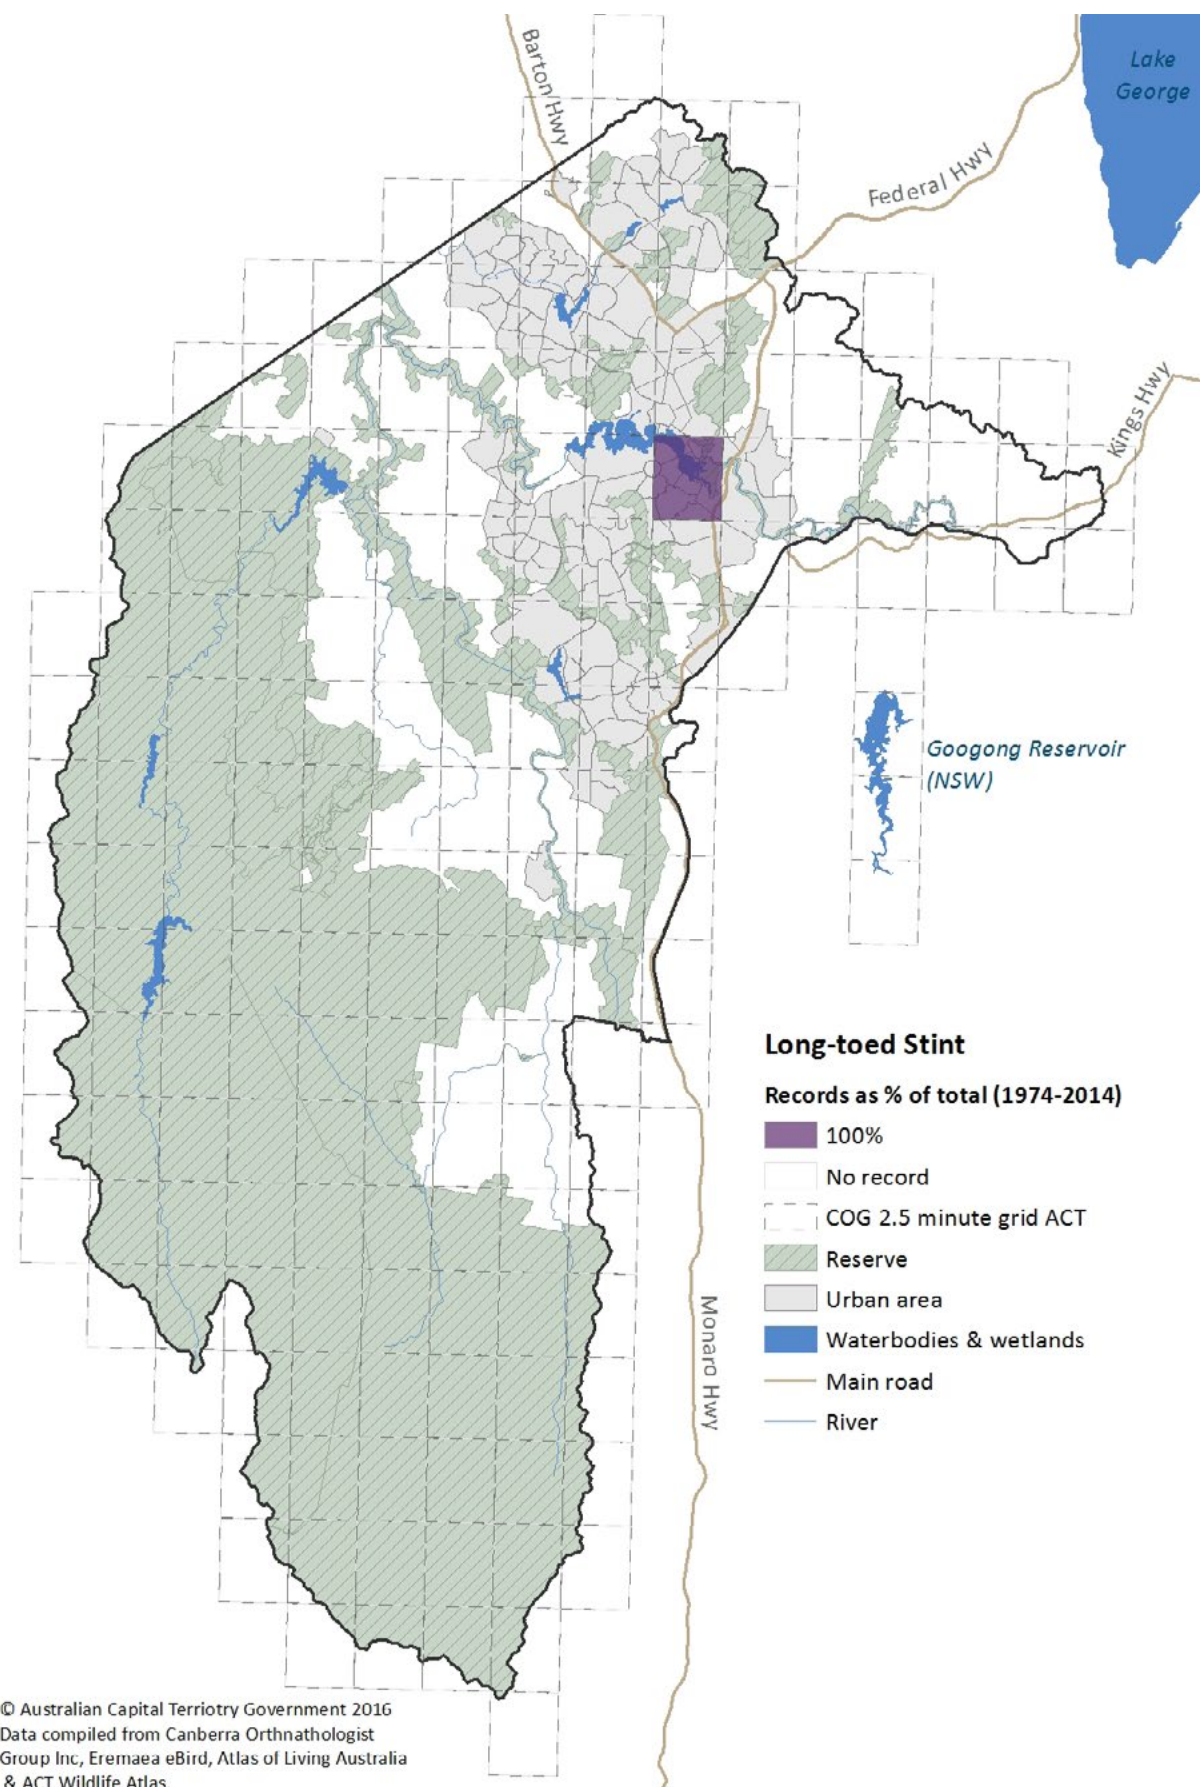 Barton Hwy
Lake
George
Federal Hwy
Kings Hwy
Googong Reservoir
(NSW)
Long-toed Stint
Records as % of total (1974-2014)
100%
No record
COG 2.5 minute grid ACT
Reserve
Urban area
Waterbodies & wetlands
Main road
River
Monaro Hwy
© Australian Capital Terriotry Government 2016
Data compiled from Canberra Orthnathologist
Group Inc, Eremaea eBird, Atlas of Living Australia
& ACT Wildlife Atlas